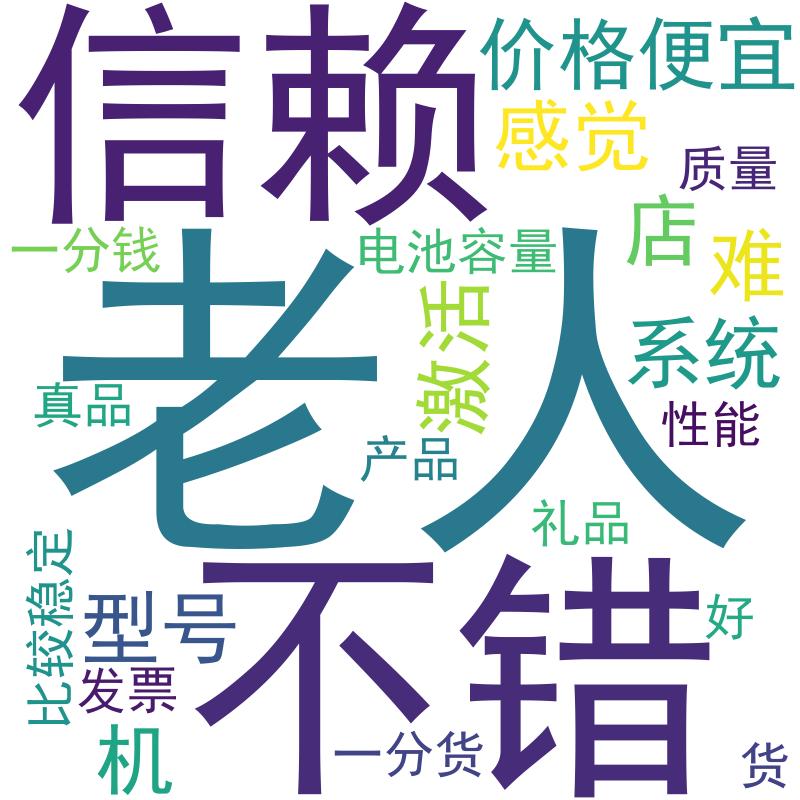 信赖
价格便宜
感觉
质量
一分钱
电池容量
店
难
老人
激活
系统
真品
性能
产品
礼品
不错
比较稳定
型号
好
发票
机
一分货
货